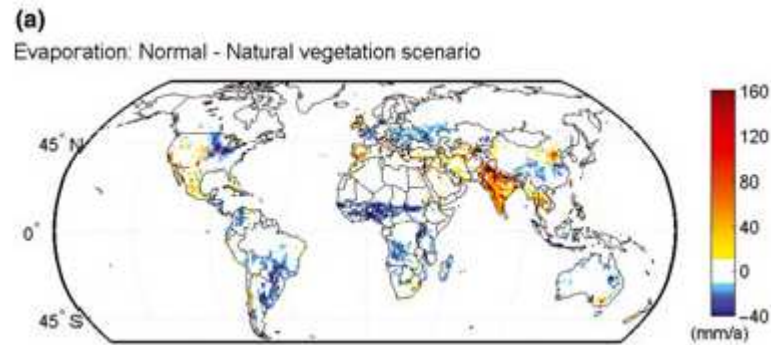 (a)
Evaporation: Normal - Natural vegetation scenario
160
120
80
40
0
−40
(mm/a)
45° N
0°
45° S